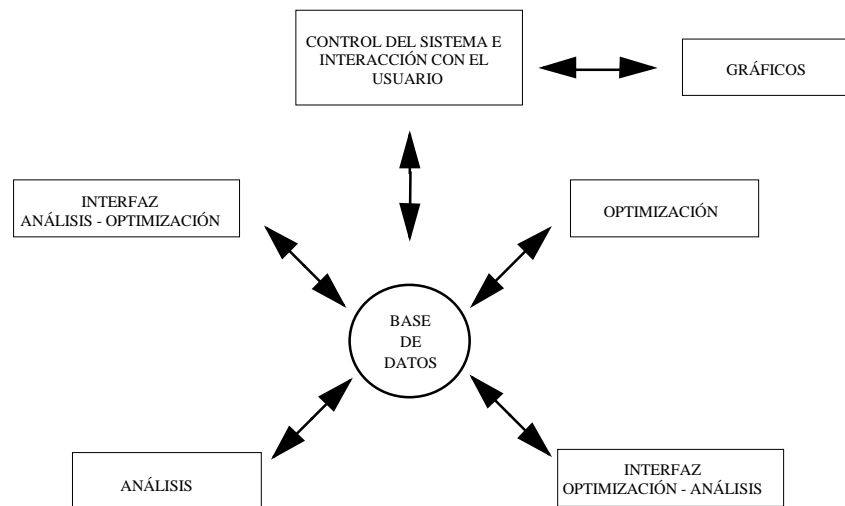 CONTROL DEL SISTEMA E
INTERACCIÓN CON EL
USUARIO
GRÁFICOS
INTERFAZ
ANÁLISIS - OPTIMIZACIÓN
OPTIMIZACIÓN
BASE
DE
DATOS
ANÁLISIS
INTERFAZ
OPTIMIZACIÓN - ANÁLISIS